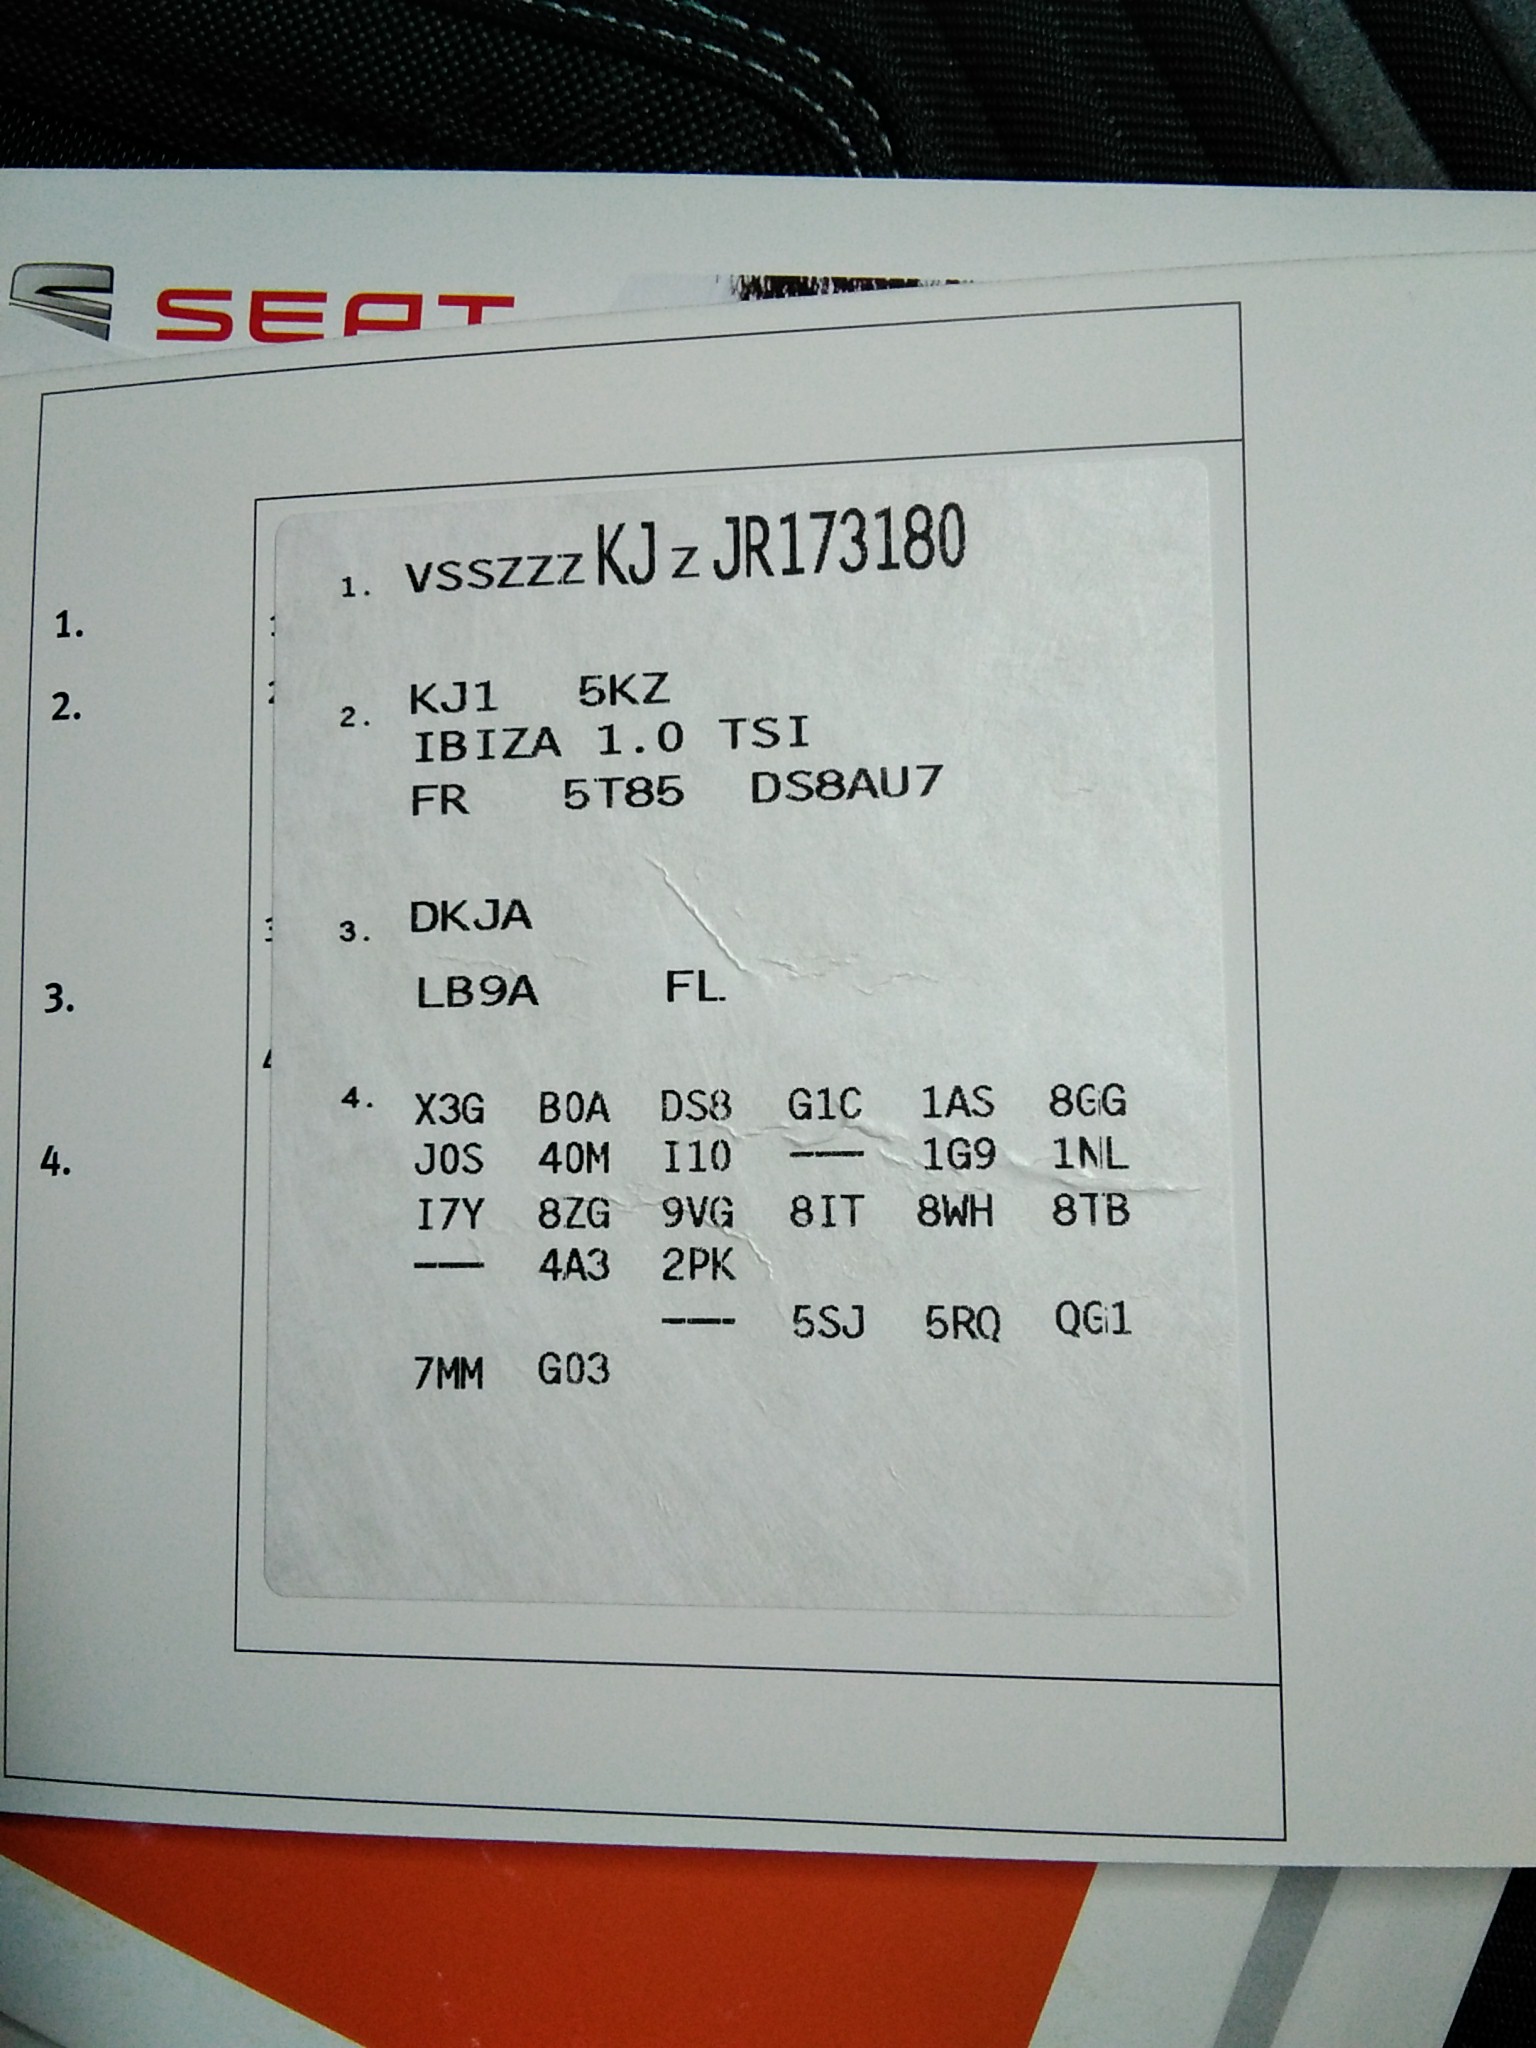 SEAT
1. VSSZZZKJZJR173180
1.
2. KJ1 5KZ
IBIZA 1.0 TSI
FR 5T85 DS8AU7
2.
3. DKJA
LB9A FL.
3.
4. X3G B0A DS8 G1C 1AS 8GG
J0S 40M I10 --- 1G9 1NL
4.
I7Y 8ZG 9VG 8IT 8WH 8TB
--- 4A3 2PK
--- 5SJ 5RQ QG1
7MM G03